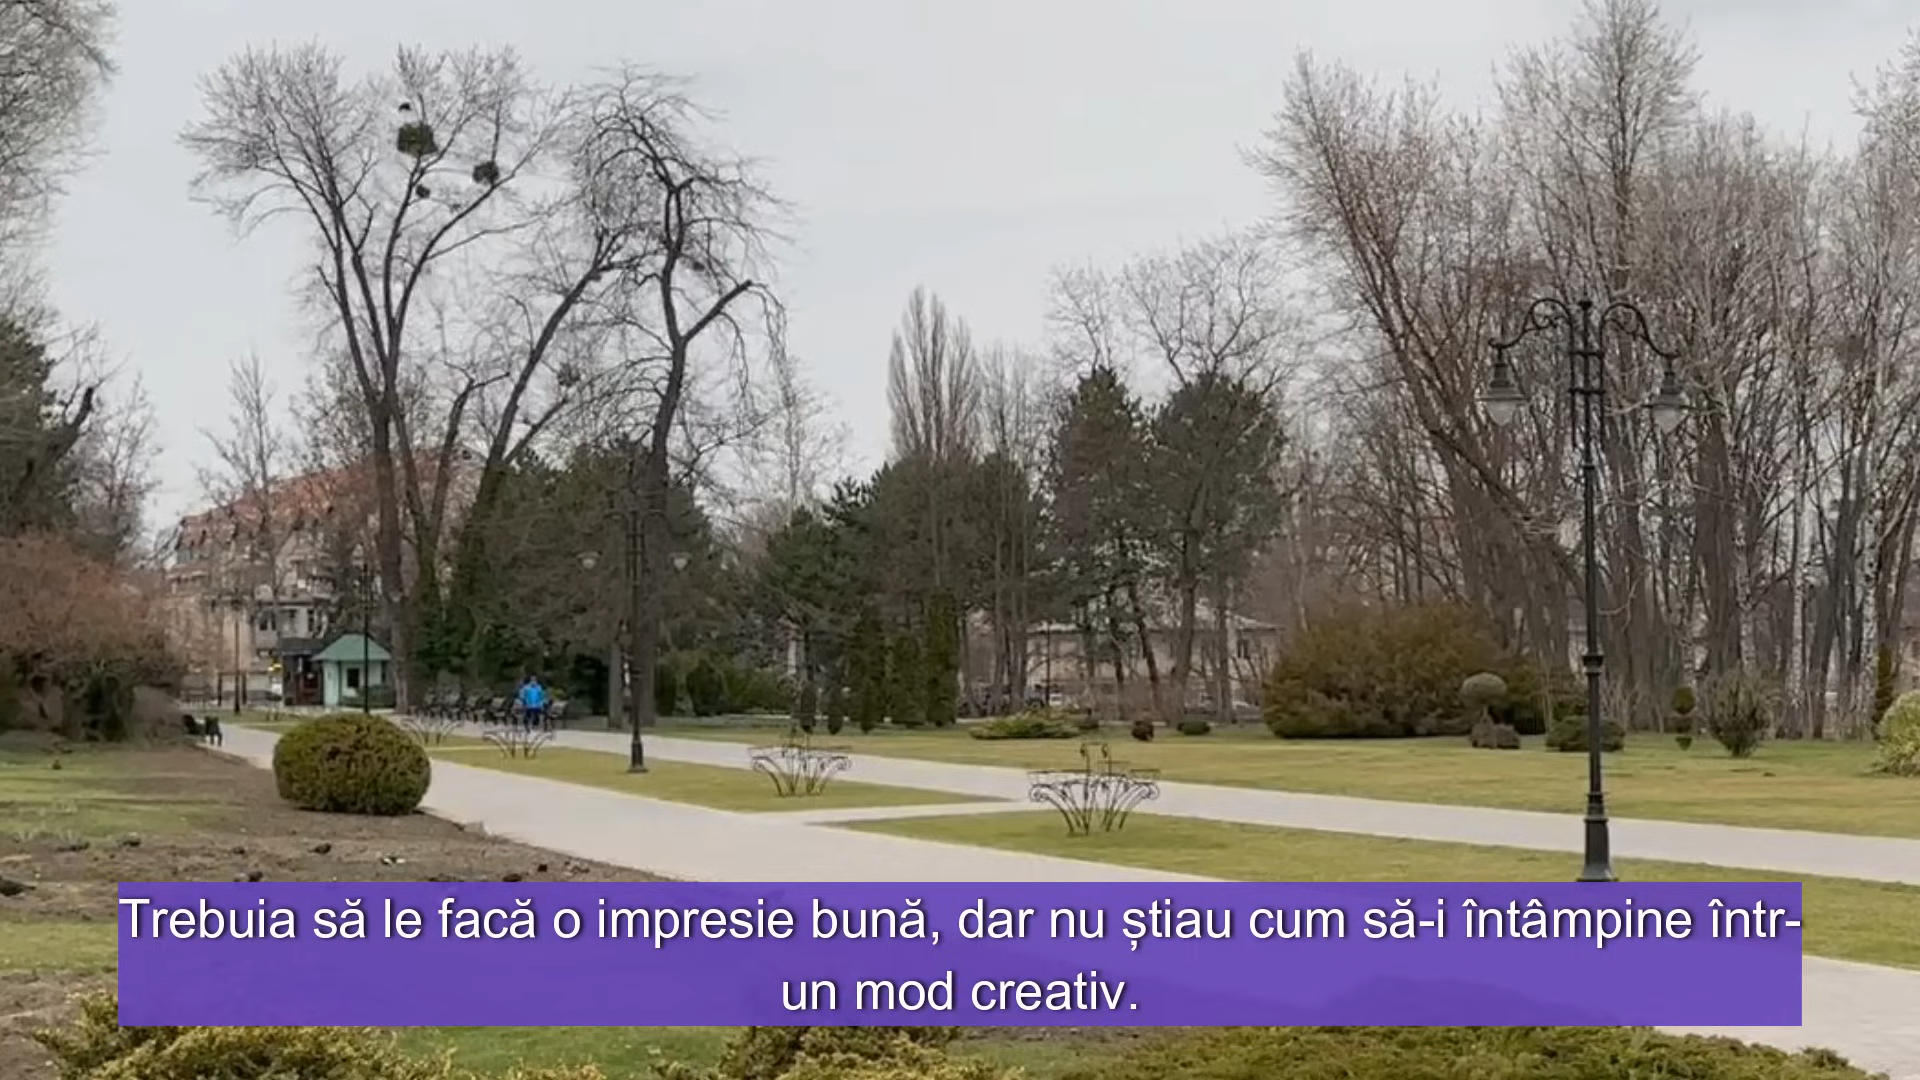 Trebuia să le facă o impresie bună, dar nu știau cum să-i întâmpine într-
un mod creativ.